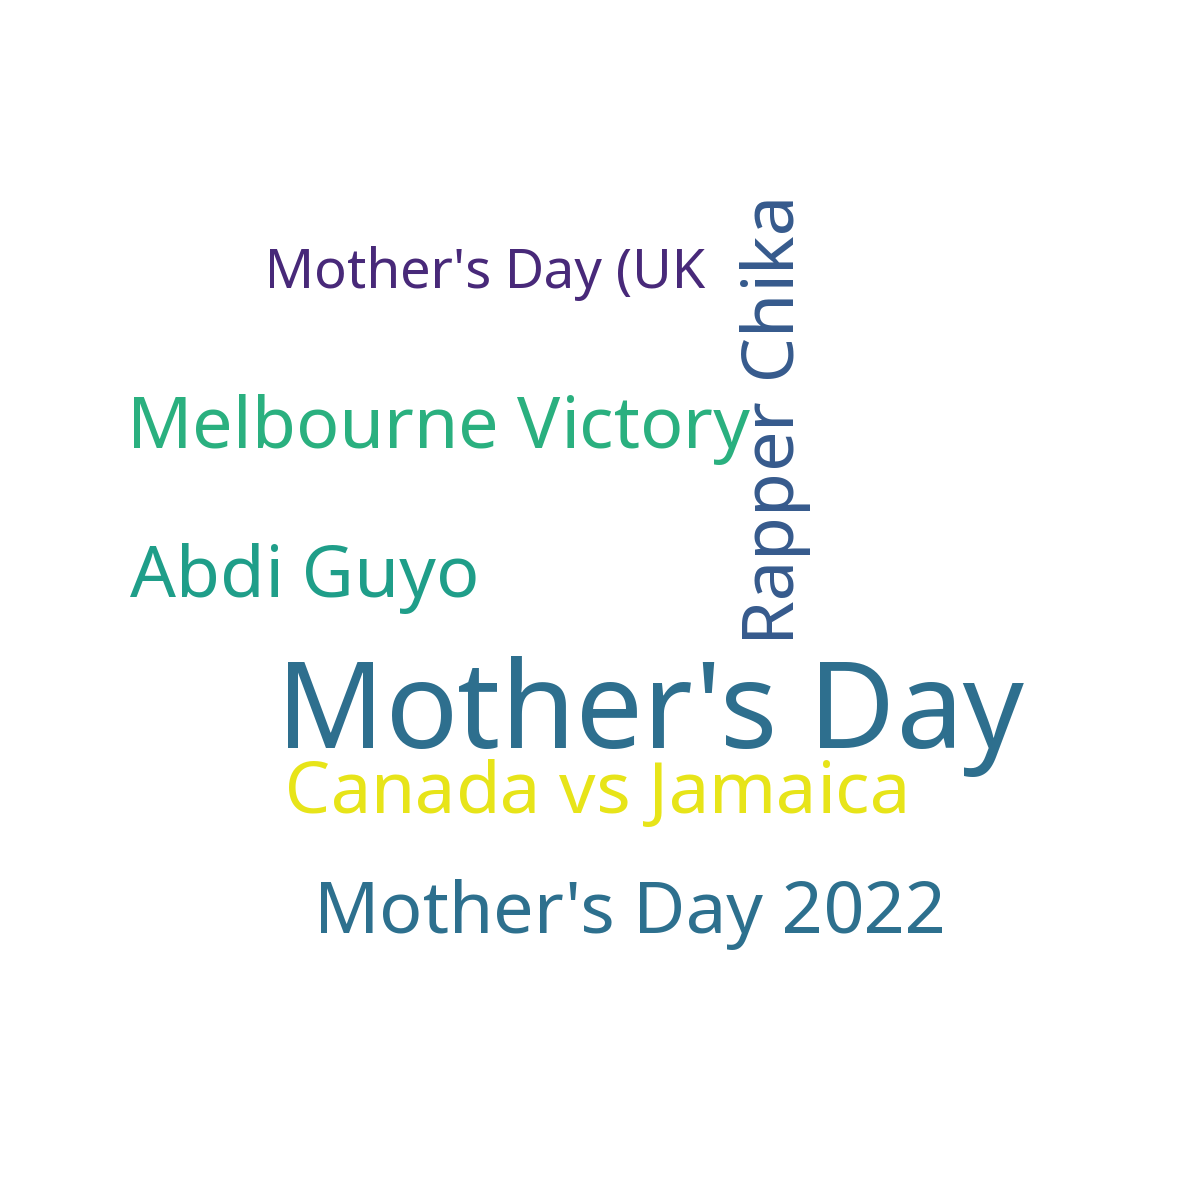 Mother's Day (UK
Rapper Chika
Melbourne Victory
Abdi Guyo
Mother's Day
Canada vs Jamaica
Mother's Day 2022